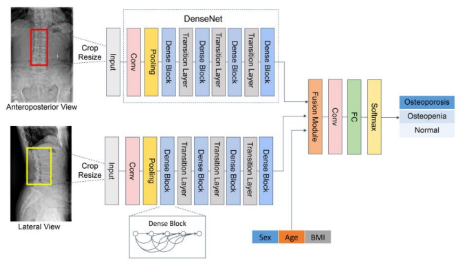 DenseNet
Crop
Resize
Input
Conv
Pooling
Dense Block
Transition Layer
Dense Block
Transition Layer
Dense Block
Transition Layer
Dense Block
Anteroposterior View
Crop
Resize
Input
Conv
Pooling
Dense Block
Transition Layer
Dense Block
Transition Layer
Dense Block
Transition Layer
Dense Block
Lateral View
Dense Block
Fusion Module
Conv
FC
Softmax
Osteoporosis
Osteopenia
Normal
Sex Age BMI